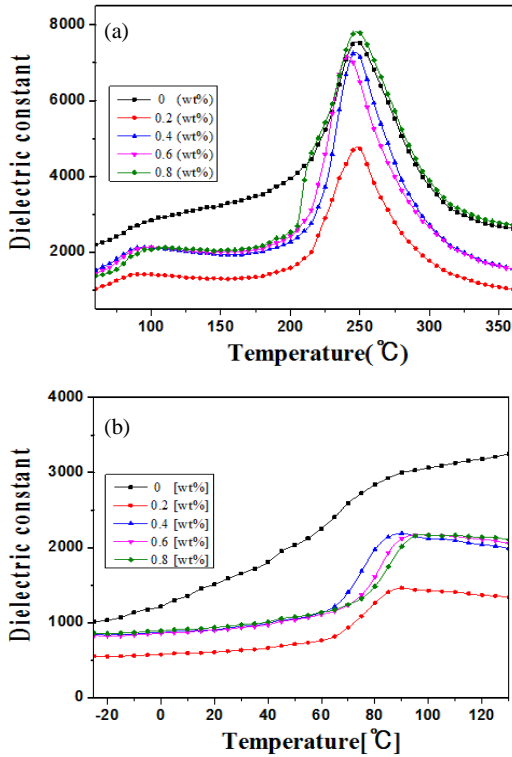 (a)
8000
6000
4000
2000
Dielectric constant
0 (wt%)
0.2 (wt%)
0.4 (wt%)
0.6 (wt%)
0.8 (wt%)
100 150 200 250 300 350
Temperature(℃)
(b)
4000
3000
2000
1000
0
Dielectric constant
0 [wt%]
0.2 [wt%]
0.4 [wt%]
0.6 [wt%]
0.8 [wt%]
-20 0 20 40 60 80 100 120
Temperature[℃]